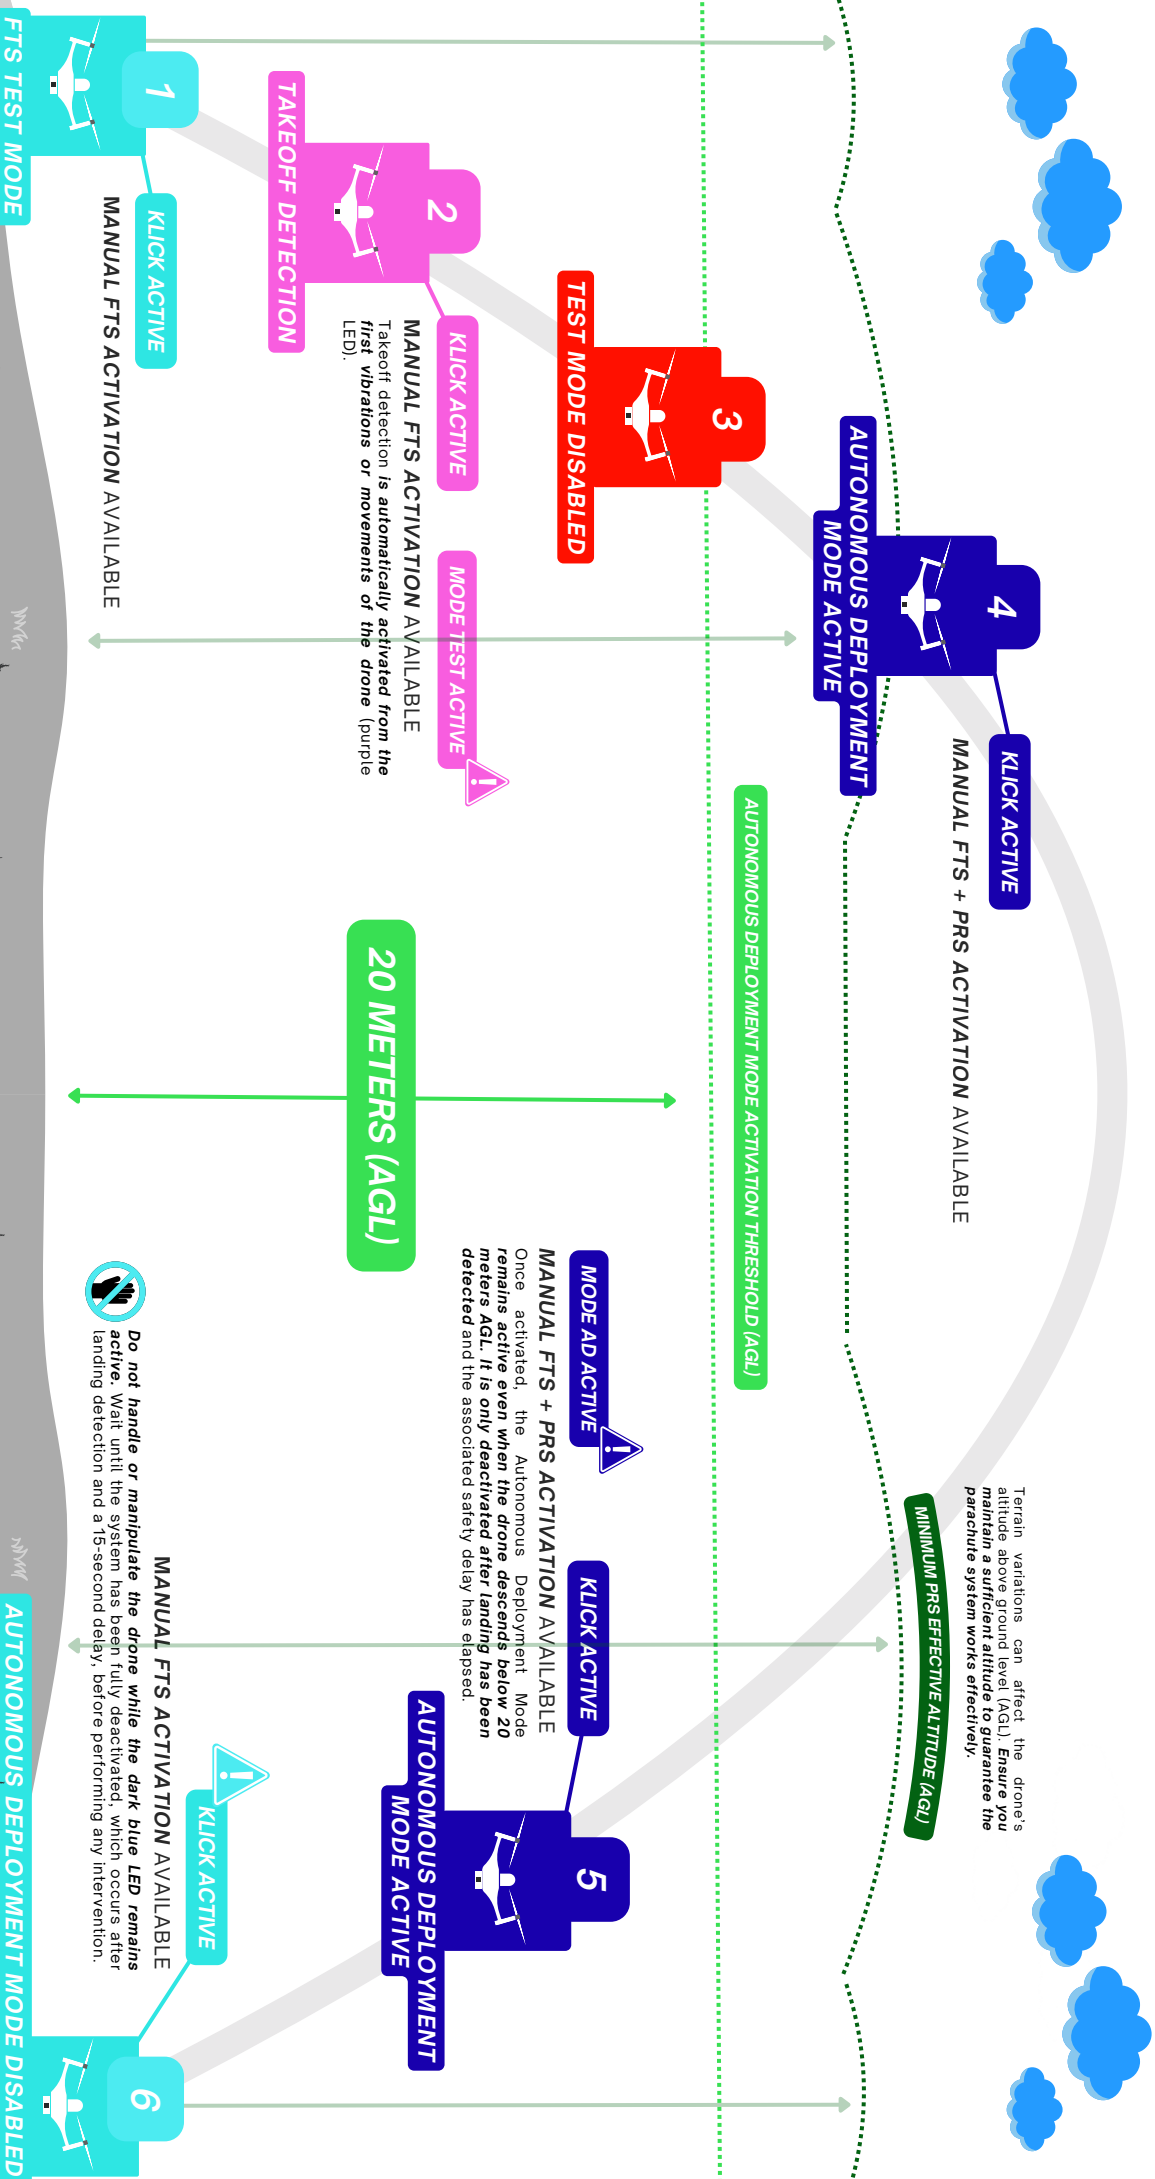 1
FTS TEST MODE
KLICK ACTIVE
MANUAL FTS ACTIVATION AVAILABLE
2
TAKEOFF DETECTION
KLICK ACTIVE
MODE TEST ACTIVE
!
MANUAL FTS ACTIVATION AVAILABLE
Takeoff detection is automatically activated from the
first vibrations or movements of the drone (purple
LED).
3
TEST MODE DISABLED
4
AUTONOMOUS DEPLOYMENT
MODE ACTIVE
KLICK ACTIVE
MANUAL FTS + PRS ACTIVATION AVAILABLE
AUTONOMOUS DEPLOYMENT MODE ACTIVATION THRESHOLD (AGL)
20 METERS (AGL)
Terrain variations can affect the drone's
altitude above ground level (AGL). Ensure you
maintain a sufficient altitude to guarantee the
parachute system works effectively.
MINIMUM PRS EFFECTIVE ALTITUDE (AGL)
MODE AD ACTIVE
!
KLICK ACTIVE
MANUAL FTS + PRS ACTIVATION AVAILABLE
Once activated, the Autonomous Deployment Mode
remains active even when the drone descends below 20
meters AGL. It is only deactivated after landing has been
detected and the associated safety delay has elapsed.
5
AUTONOMOUS DEPLOYMENT
MODE ACTIVE
!
KLICK ACTIVE
MANUAL FTS ACTIVATION AVAILABLE
Do not handle or manipulate the drone while the dark blue LED remains
active. Wait until the system has been fully deactivated, which occurs after
landing detection and a 15-second delay, before performing any intervention.
6
AUTONOMOUS DEPLOYMENT MODE DISABLED